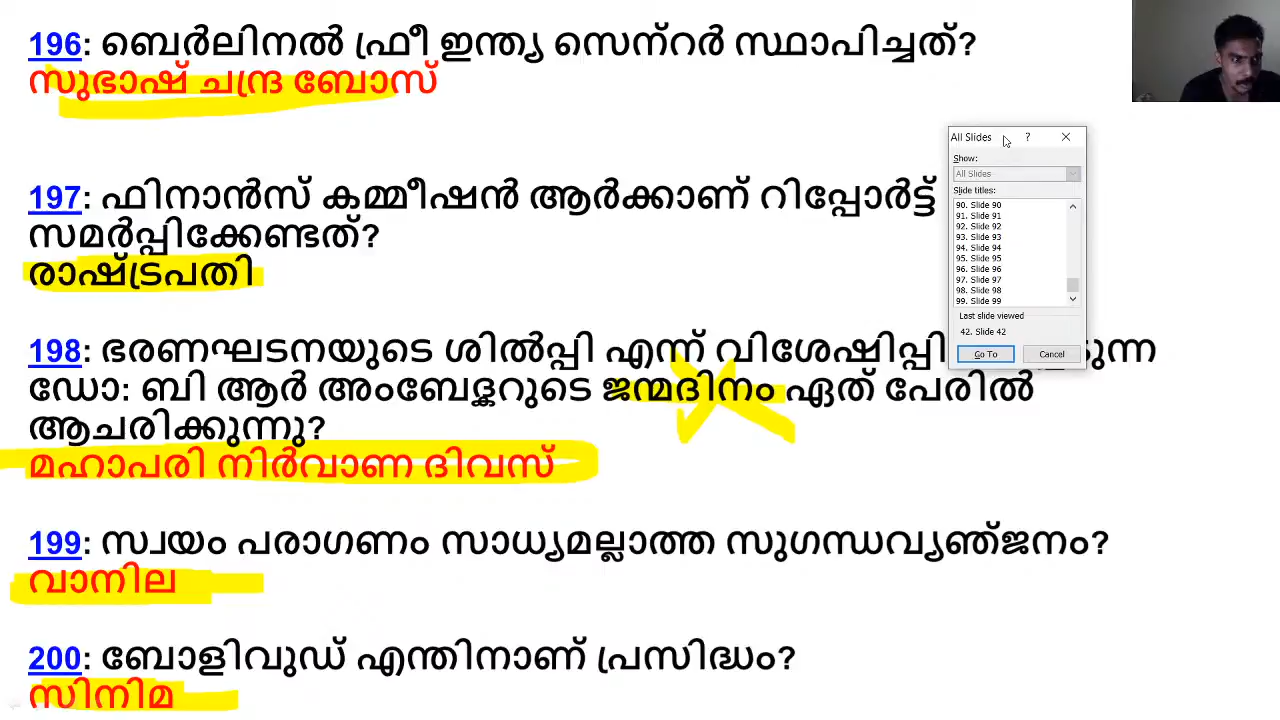 196: ബെർലിനൽ ഫ്രീ ഇന്ത്യ സെന്റർ സ്ഥാപിച്ചത്?
സുഭാഷ് ചന്ദ്ര ബോസ്
197: ഫിനാൻസ് കമ്മീഷൻ ആർക്കാണ് റിപ്പോർട്ട്
സമർപ്പിക്കേണ്ടത്?
രാഷ്ട്രപതി
198: ഭരണഘടനയുടെ ശിൽപ്പി എന്ന്
ഡോ: ബി ആർ അംബേദ്കറുടെ ജന്മദിനം ഏത് പേരിൽ
ആചരിക്കുന്നു?
മഹാപരി നിർവാണ ദിവസ്
199: സ്വയം പരാഗണം സാധ്യമല്ലാത്ത സുഗന്ധവ്യഞ്ജനം?
വാനില
200: ബോളിവുഡ് എന്തിനാണ് പ്രസിദ്ധം?
സിനിമ
All Slides ?
Show:
All Slides
Slide titles:
90. Slide 90
91. Slide 91
92. Slide 92
93. Slide 93
94. Slide 94
95. Slide 95
96. Slide 96
97. Slide 97
98. Slide 98
99. Slide 99
Last slide viewed
42. Slide 42
Go To Cancel